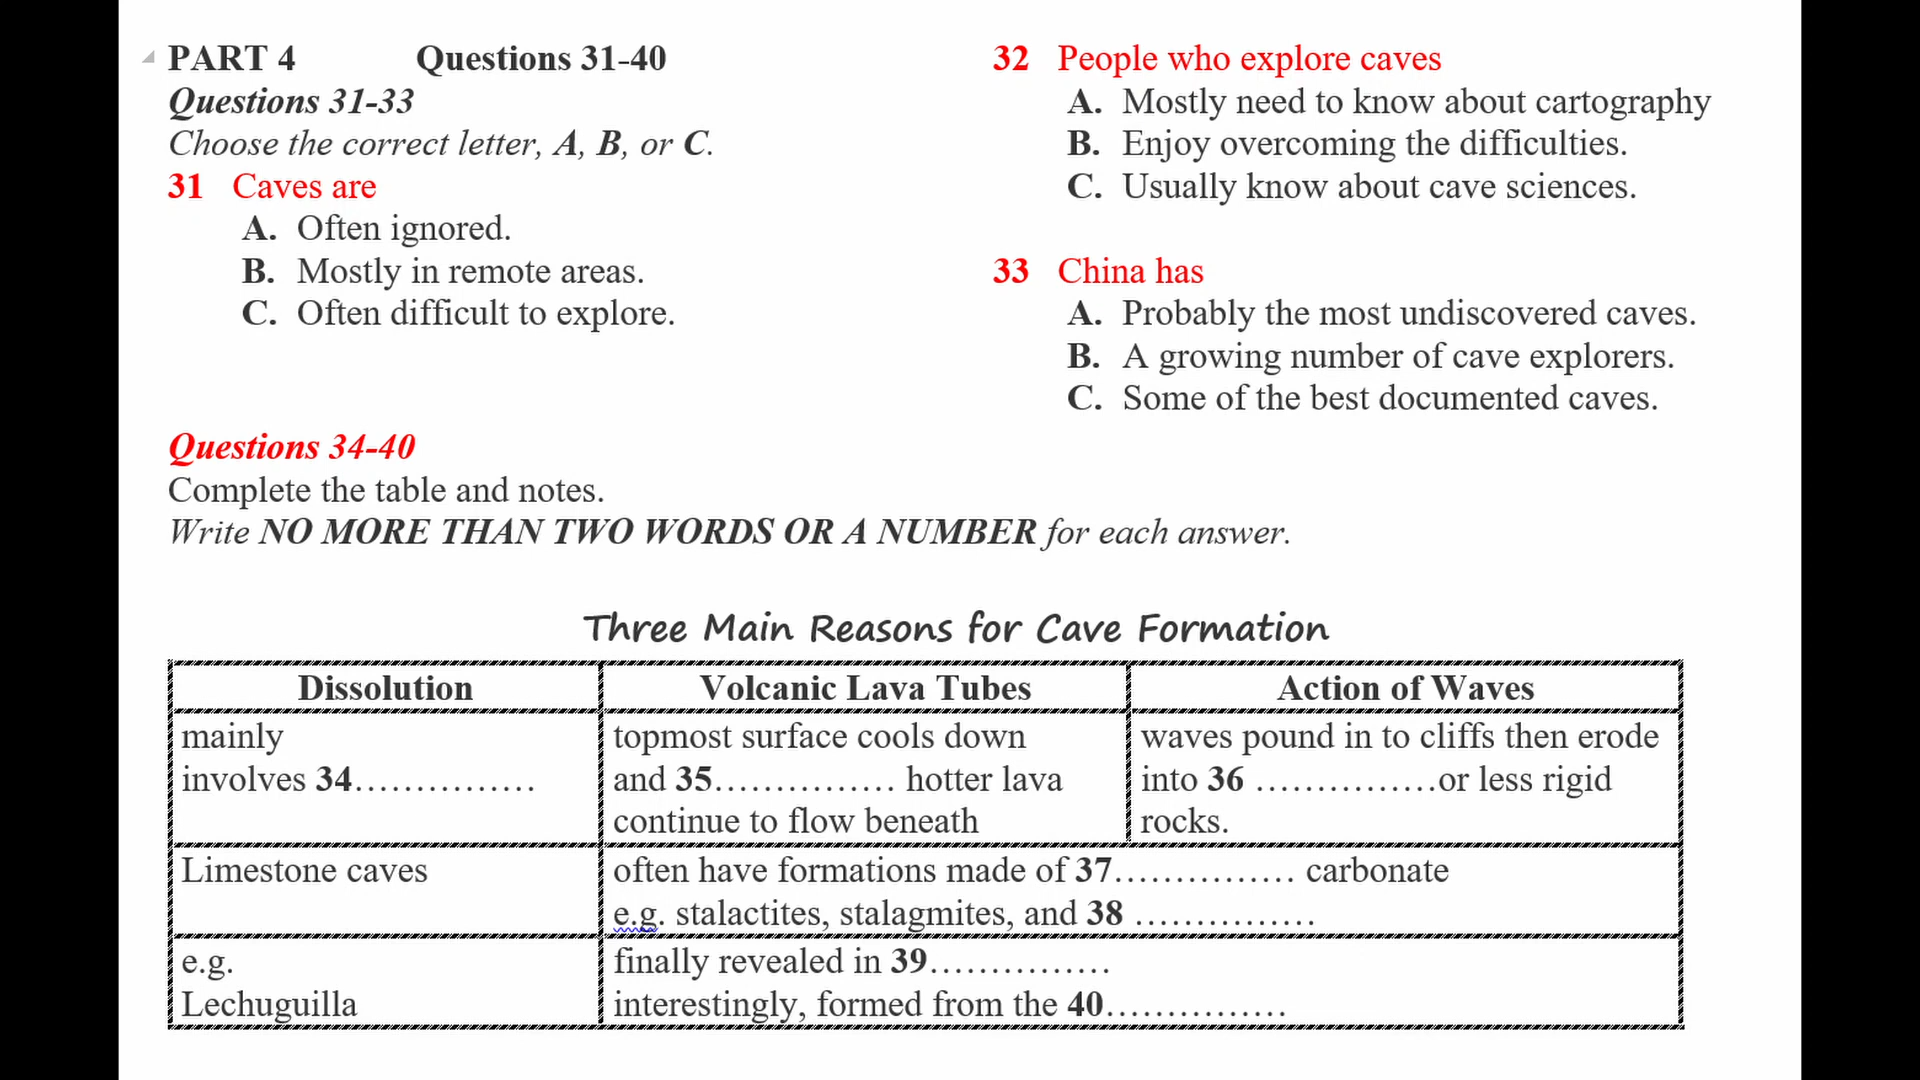 PART 4 Questions 31-40
Questions 31-33
Choose the correct letter, A, B, or C.
31 Caves are
A. Often ignored.
B. Mostly in remote areas.
C. Often difficult to explore.
32 People who explore caves
A. Mostly need to know about cartography
B. Enjoy overcoming the difficulties.
C. Usually know about cave sciences.
33 China has
A. Probably the most undiscovered caves.
B. A growing number of cave explorers.
C. Some of the best documented caves.
Questions 34-40
Complete the table and notes.
Write NO MORE THAN TWO WORDS OR A NUMBER for each answer.
Three Main Reasons for Cave Formation
Dissolution
Volcanic Lava Tubes
Action of Waves
mainly
involves 34……………
topmost surface cools down
and 35…………… hotter lava
continue to flow beneath
waves pound in to cliffs then erode
into 36 ……………or less rigid
rocks.
Limestone caves
often have formations made of 37…………… carbonate
e.g. stalactites, stalagmites, and 38 ……………
e.g.
Lechuguilla
finally revealed in 39……………
interestingly, formed from the 40……………